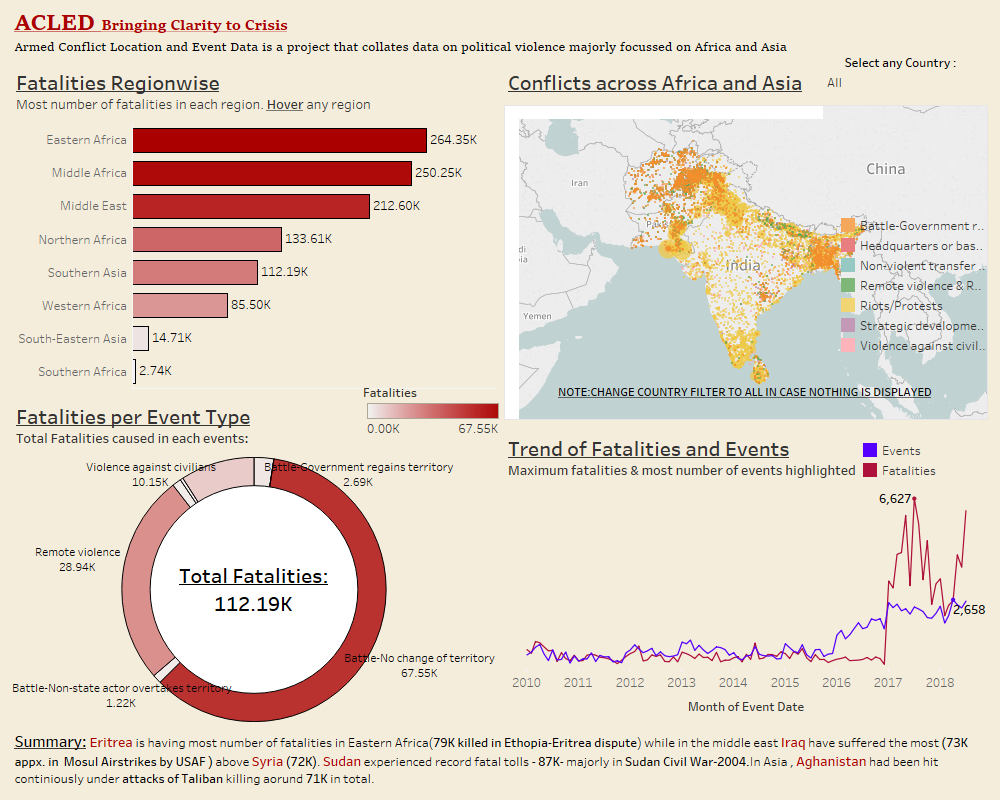 ACLED Bringing Clarity to Crisis
Armed Conflict Location and Event Data is a project that collates data on political violence majorly focussed on Africa and Asia
Select any Country :
All
Fatalities Regionwise
Most number of fatalities in each region. Hover any region
Eastern Africa 264.35K
Middle Africa 250.25K
Middle East 212.60K
Northern Africa 133.61K
Southern Asia 112.19K
Western Africa 85.50K
South-Eastern Asia 14.71K
Southern Africa 2.74K
Conflicts across Africa and Asia
Iran
China
India
Yemen
Battle-Government r..
Headquarters or bas..
Non-violent transfer ..
Remote violence & R..
Riots/Protests
Strategic developme..
Violence against civil..
NOTE:CHANGE COUNTRY FILTER TO ALL IN CASE NOTHING IS DISPLAYED
Fatalities
0.00K 67.55K
Fatalities per Event Type
Total Fatalities caused in each events:
Violence against civilians
10.15K
Battle-Government regains territory
2.69K
Remote violence
28.94K
Total Fatalities:
112.19K
Battle-No change of territory
67.55K
Battle-Non-state actor overtakes territory
1.22K
Trend of Fatalities and Events
Maximum fatalities & most number of events highlighted
Events
Fatalities
6,627
2,658
2010 2011 2012 2013 2014 2015 2016 2017 2018
Month of Event Date
Summary: Eritrea is having most number of fatalities in Eastern Africa(79K killed in Ethopia-Eritrea dispute) while in the middle east Iraq have suffered the most (73K
appx. in Mosul Airstrikes by USAF ) above Syria (72K). Sudan experienced record fatal tolls - 87K- majorly in Sudan Civil War-2004.In Asia , Aghanistan had been hit
continiously under attacks of Taliban killing aorund 71K in total.